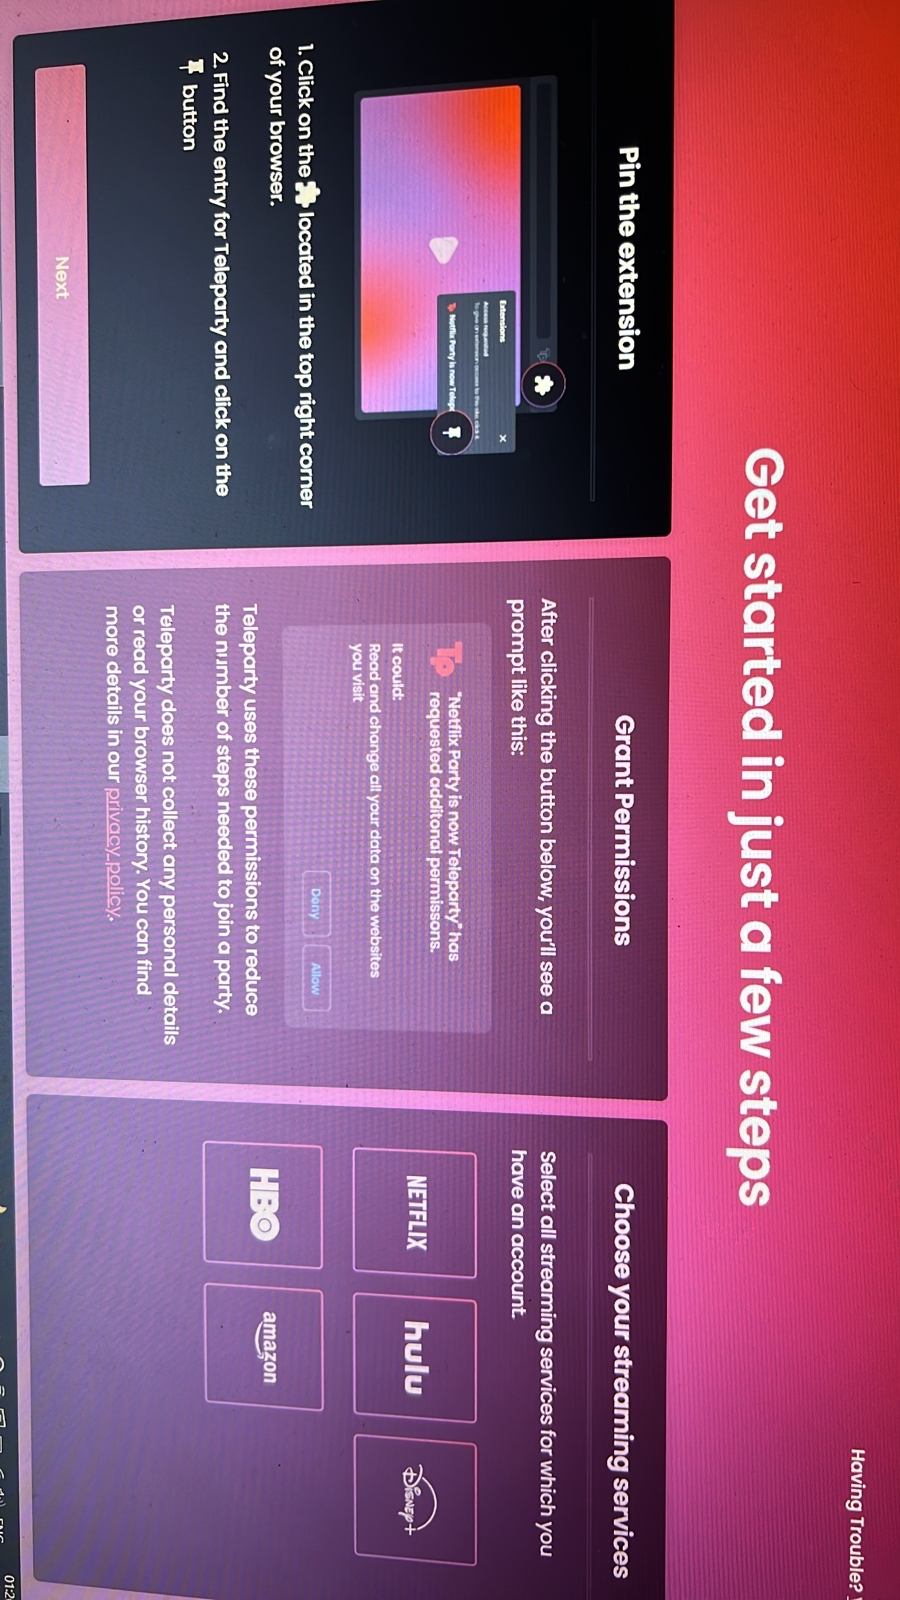 Having Trouble?
Get started in just a few steps
Pin the extension
Extensions
Access requested
Netflix Party is now Telep
1. Click on the located in the top right corner
of your browser.
2. Find the entry for Teleparty and click on the
button
Next
Grant Permissions
After clicking the button below, you'll see a
prompt like this:
Tp
"Netflix Party is now Teleparty" has
requested additonal permissons.
It could:
Read and change all your data on the websites
you visit
Deny
Allow
Teleparty uses these permissions to reduce
the number of steps needed to join a party.
Teleparty does not collect any personal details
or read your browser history. You can find
more details in our privacy policy.
Choose your streaming services
Select all streaming services for which you
have an account.
NETFLIX
hulu
Disney+
HBO
amazon